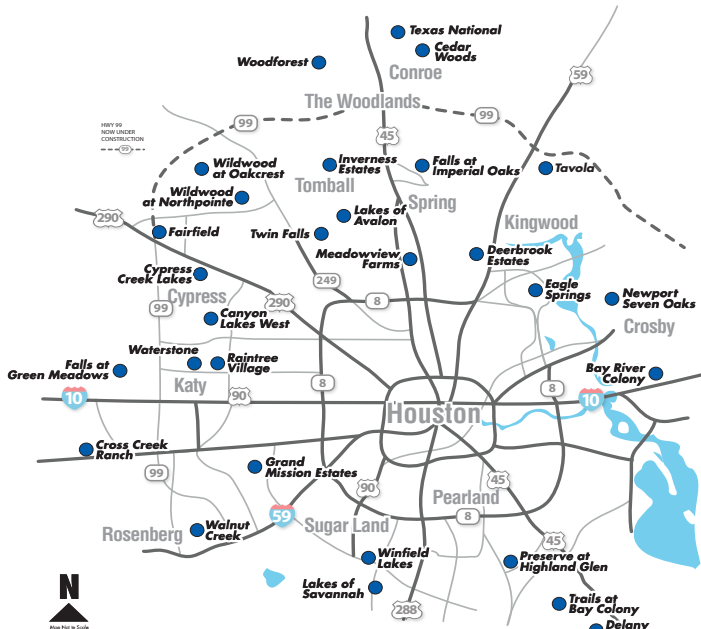 Texas National
Cedar
Woods
Woodforest
Conroe
59
The Woodlands
99
99
45
HWY 99
NOW UNDER
CONSTRUCTION
99
Wildwood
at Oakcrest
Inverness
Estates
Falls at
Imperial Oaks
Tavola
Tomball
Wildwood
at Northpointe
Spring
Lakes of
Avalon
290
Kingwood
Fairfield
Twin Falls
Meadowview
Farms
Deerbrook
Estates
Cypress
Creek Lakes
249
Eagle
Springs
Newport
Seven Oaks
Cypress
99
290
8
Canyon
Lakes West
Crosby
Waterstone
Raintree
Village
Falls at
Green Meadows
Bay River
Colony
Katy
8
8
90
10
10
Houston
Cross Creek
Ranch
Grand
Mission Estates
99
90
45
Pearland
59
8
Sugar Land
Rosenberg
Walnut
Creek
45
Winfield
Lakes
Preserve at
Highland Glen
Lakes of
Savannah
N
288
Trails at
Bay Colony
Map Not to Scale
Delany